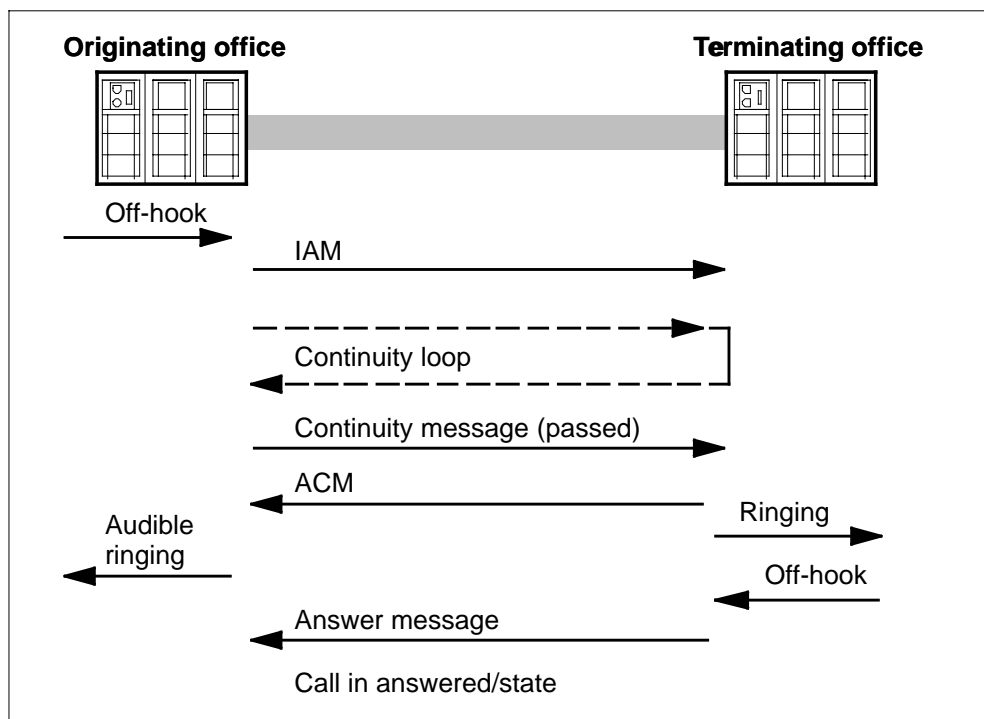 Originating office
Terminating office
Off-hook
IAM
Continuity loop
Continuity message (passed)
ACM
Ringing
Audible
ringing
Off-hook
Answer message
Call in answered/state